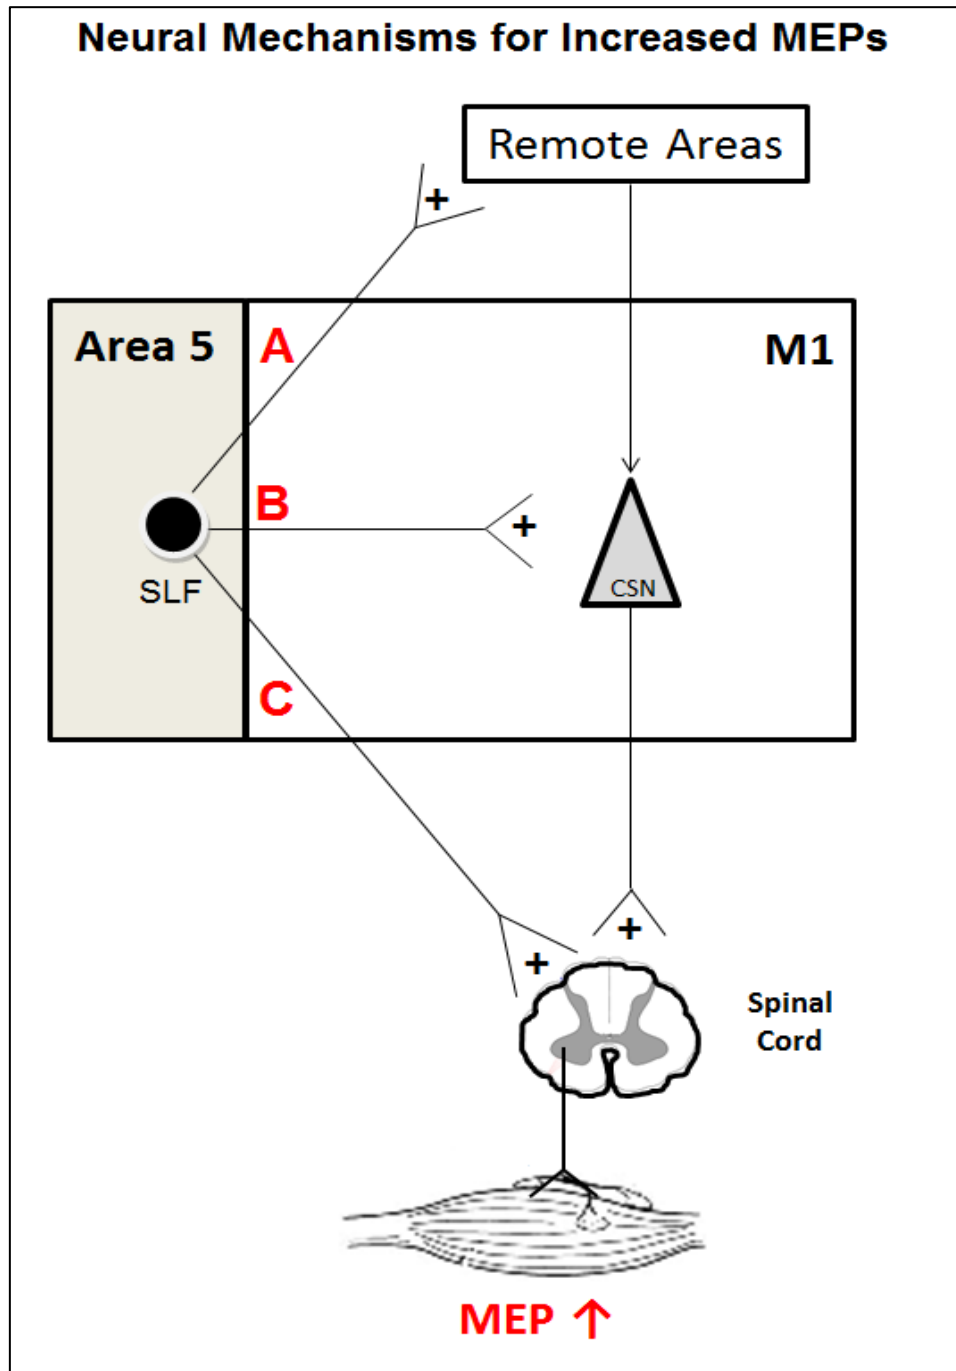 Neural Mechanisms for Increased MEPs
Remote Areas
+
Area 5
A
M1
B
+
SLF
CSN
C
+
+
Spinal
Cord
MEP ↑